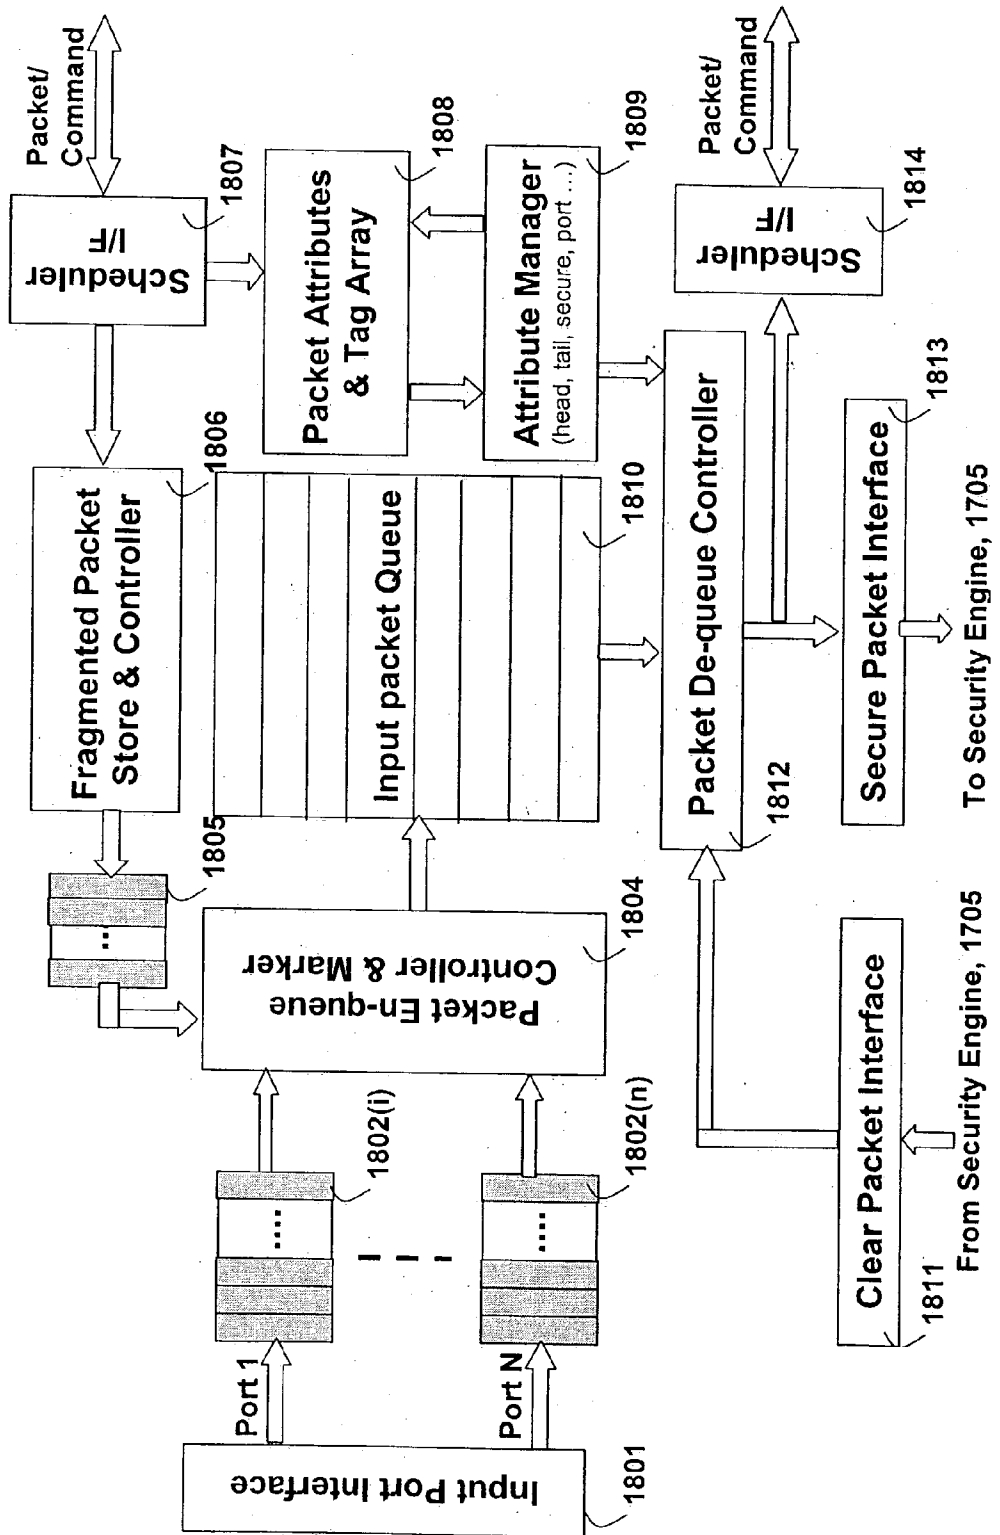 Packet/
Command
Scheduler
I/F
1807
Fragmented Packet
Store & Controller
1806
1805
Packet Attributes
& Tag Array
1808
Attribute Manager
(head, tail, secure, port ...)
1809
Input Port Interface
1801
Port 1
....
1802(i)
Port N
....
1802(n)
Packet En-queue
Controller & Marker
1804
Input packet Queue
1810
Packet De-queue Controller
1812
Scheduler
I/F
1814
Packet/
Command
Clear Packet Interface
1811
From Security Engine, 1705
Secure Packet Interface
1813
To Security Engine, 1705